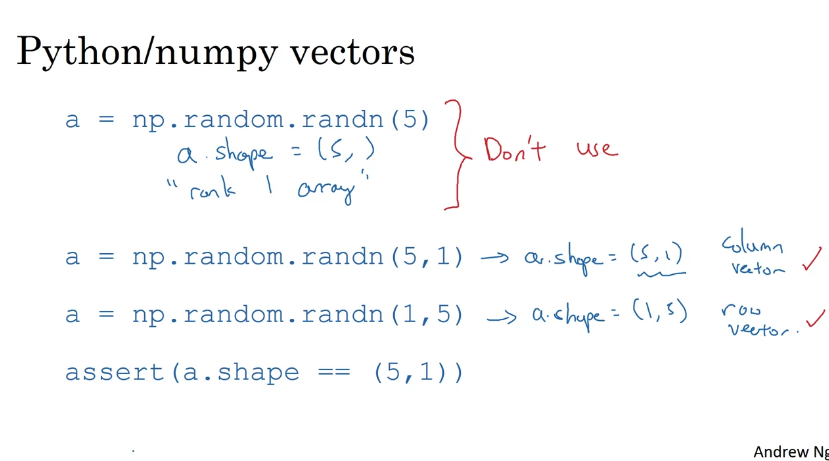 Python/numpy vectors
a = np.random.randn(5)
a.shape = (5, )
"rank 1 array"
Don't use
a = np.random.randn(5,1) → a.shape = (5,1) column vector ✓
a = np.random.randn(1,5) → a.shape = (1,5) row vector. ✓
assert(a.shape == (5,1))
Andrew Ng